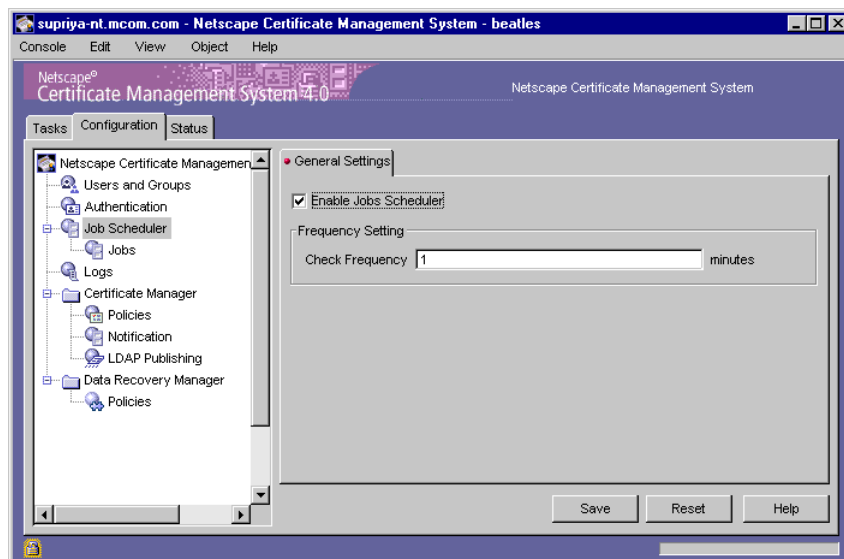 supriya-nt.mcom.com - Netscape Certificate Management System - beatles
Console Edit View Object Help
Netscape®
Certificate Management System 4.0
Netscape Certificate Management System
Tasks Configuration Status
Netscape Certificate Managemen
Users and Groups
Authentication
Job Scheduler
Jobs
Logs
Certificate Manager
Policies
Notification
LDAP Publishing
Data Recovery Manager
Policies
General Settings
Enable Jobs Scheduler
Frequency Setting
Check Frequency 1 minutes
Save Reset Help